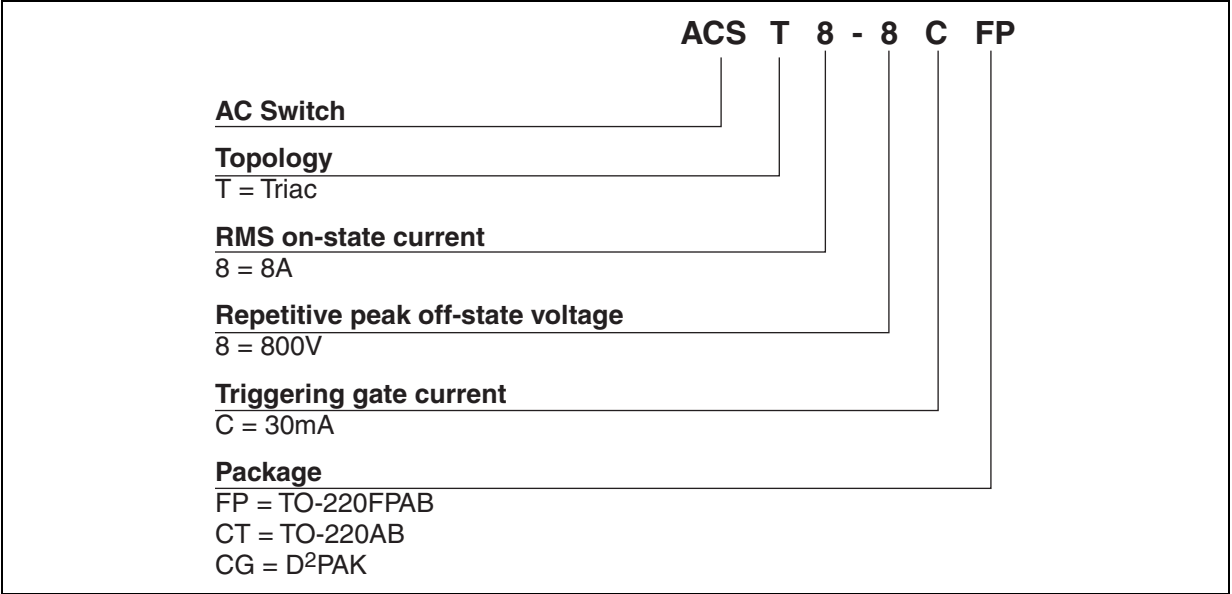 ACS T 8 - 8 C FP
AC Switch
Topology
T = Triac
RMS on-state current
8 = 8A
Repetitive peak off-state voltage
8 = 800V
Triggering gate current
C = 30mA
Package
FP = TO-220FPAB
CT = TO-220AB
CG = D²PAK